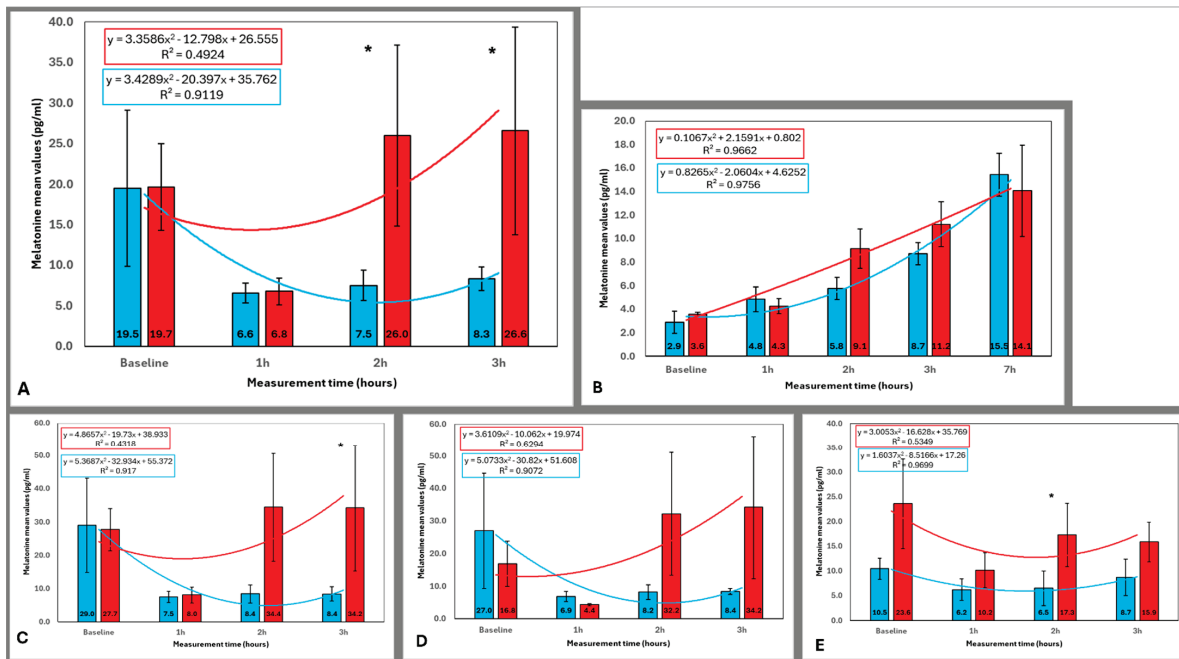 40.0
35.0
30.0
25.0
20.0
15.0
10.0
5.0
0.0
Melatonine mean values (pg/ml)
y = 3.3586x² - 12.798x + 26.555
R² = 0.4924
y = 3.4289x² - 20.397x + 35.762
R² = 0.9119
*
*
19.5
19.7
6.6
6.8
7.5
26.0
8.3
26.6
Baseline
1h
2h
3h
Measurement time (hours)
A
20.0
18.0
16.0
14.0
12.0
10.0
8.0
6.0
4.0
2.0
0.0
Melatonine mean values (pg/ml)
y = 0.1067x² + 2.1591x + 0.802
R² = 0.9662
y = 0.8265x² - 2.0604x + 4.6252
R² = 0.9756
2.9
3.6
4.8
4.3
5.8
9.1
8.7
11.2
15.5
14.1
Baseline
1h
2h
3h
7h
Measurement time (hours)
B
60.0
50.0
40.0
30.0
20.0
10.0
0.0
Melatonine mean values (pg/ml)
y = 4.8657x² - 19.73x + 38.933
R² = 0.4318
y = 5.3687x² - 32.934x + 55.372
R² = 0.917
*
29.0
27.7
7.5
8.0
8.4
34.4
8.4
34.2
Baseline
1h
2h
3h
Measurement time (hours)
C
60.0
50.0
40.0
30.0
20.0
10.0
0.0
Melatonine mean values (pg/ml)
y = 3.6109x² - 10.062x + 19.974
R² = 0.6294
y = 5.0733x² - 30.82x + 51.608
R² = 0.9072
27.0
16.8
6.9
4.4
8.2
32.2
8.4
34.2
Baseline
1h
2h
3h
Measurement time (hours)
D
40.0
35.0
30.0
25.0
20.0
15.0
10.0
5.0
0.0
Melatonine mean values (pg/ml)
y = 3.0053x² - 16.628x + 35.769
R² = 0.5349
y = 1.6037x² - 8.5166x + 17.26
R² = 0.9699
*
10.5
23.6
6.2
10.2
6.5
17.3
8.7
15.9
Baseline
1h
2h
3h
Measurement time (hours)
E